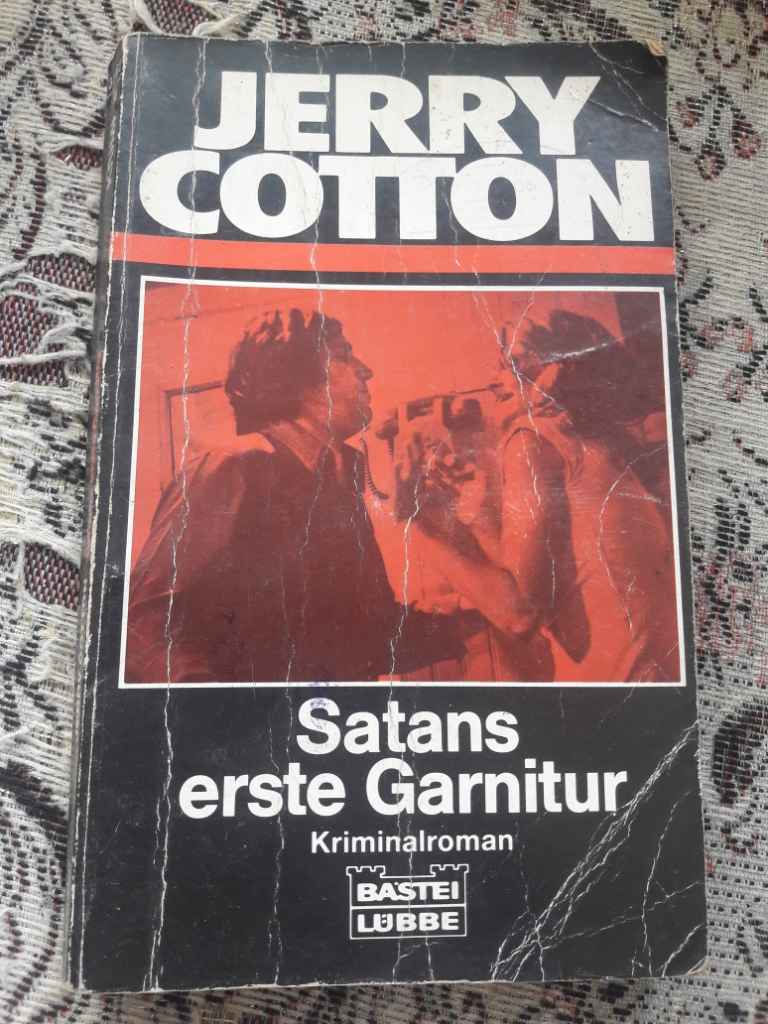 JERRY
COTTON
Satans
erste Garnitur
Kriminalroman
BASTEI
LÜBBE